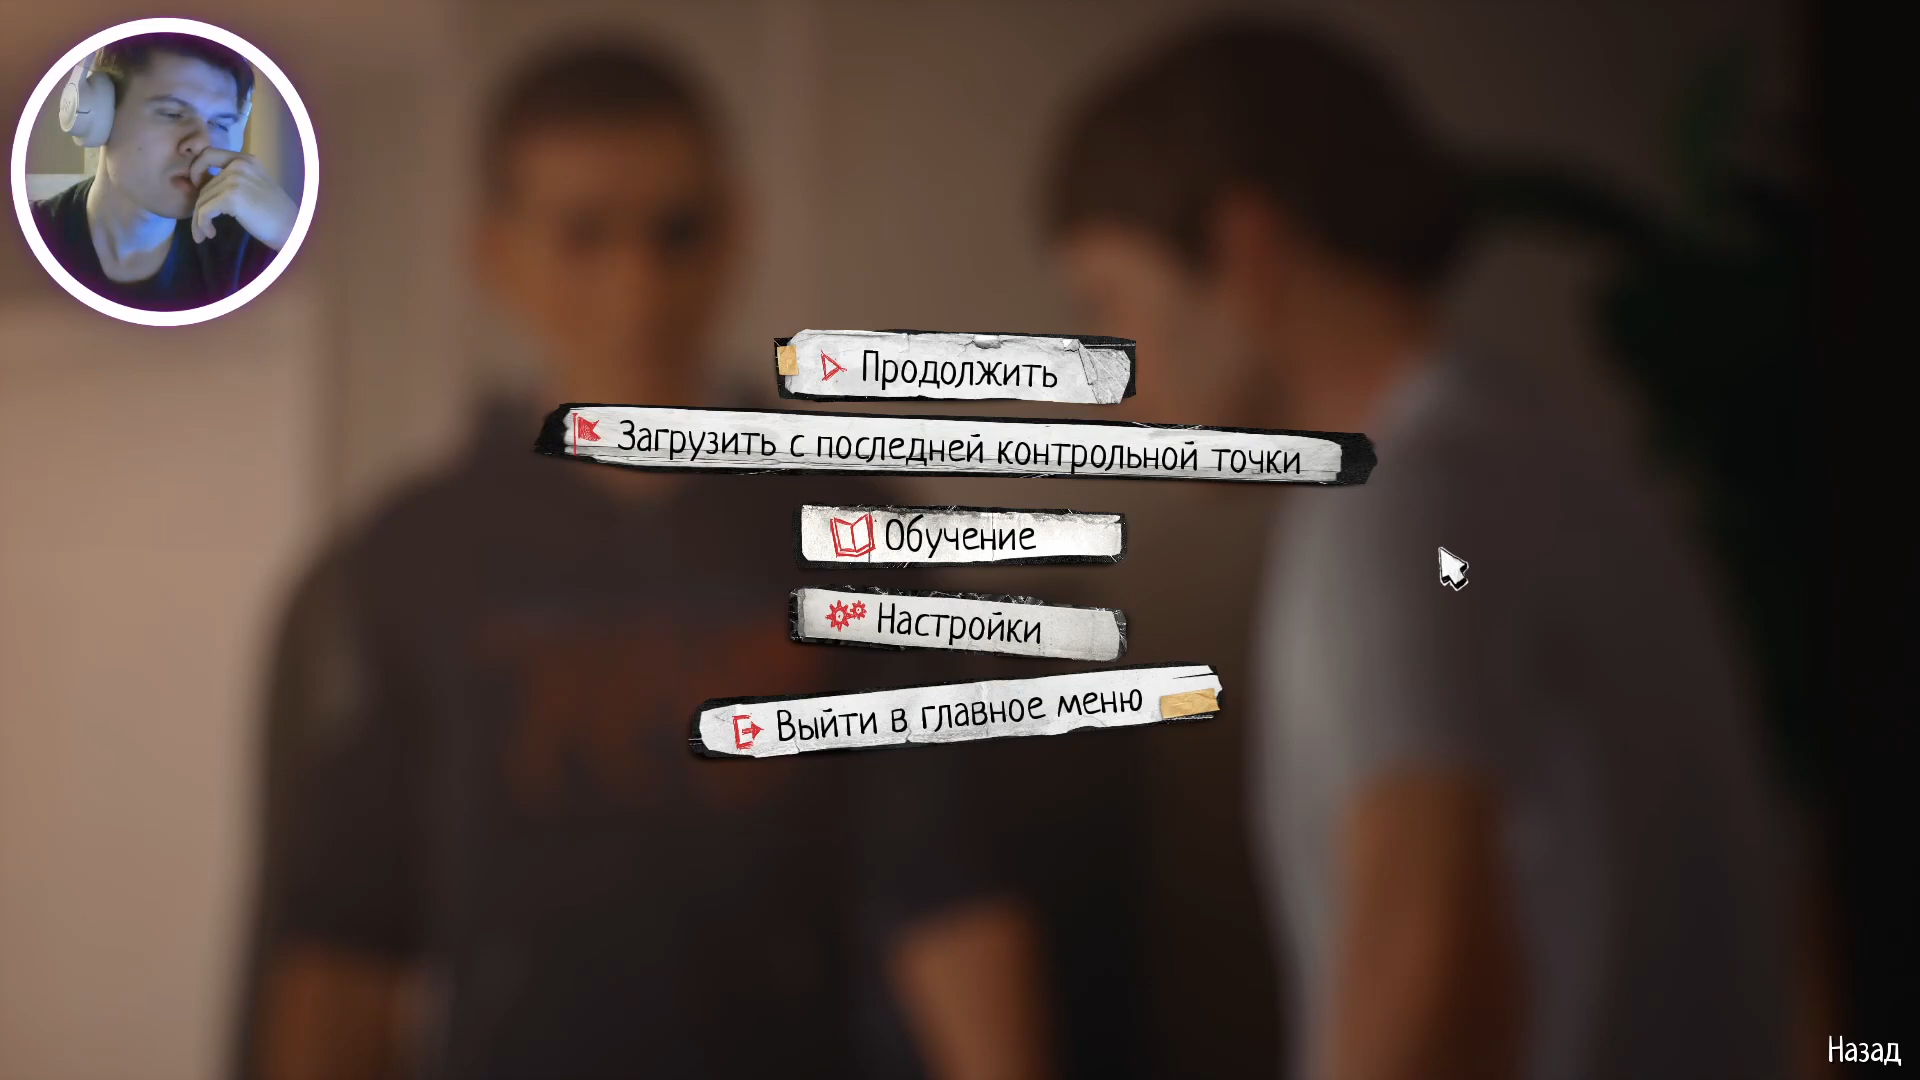 Продолжить
Загрузить с последней контрольной точки
Обучение
Настройки
Выйти в главное меню
Назад